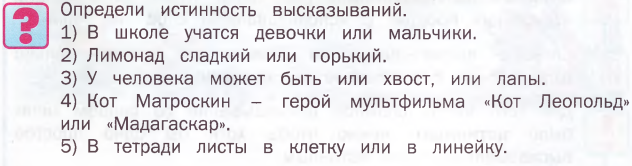 ?
Определи истинность высказываний.
1) В школе учатся девочки или мальчики.
2) Лимонад сладкий или горький.
3) У человека может быть или хвост, или лапы.
4) Кот Матроскин – герой мультфильма «Кот Леопольд»
или «Мадагаскар».
5) В тетради листы в клетку или в линейку.